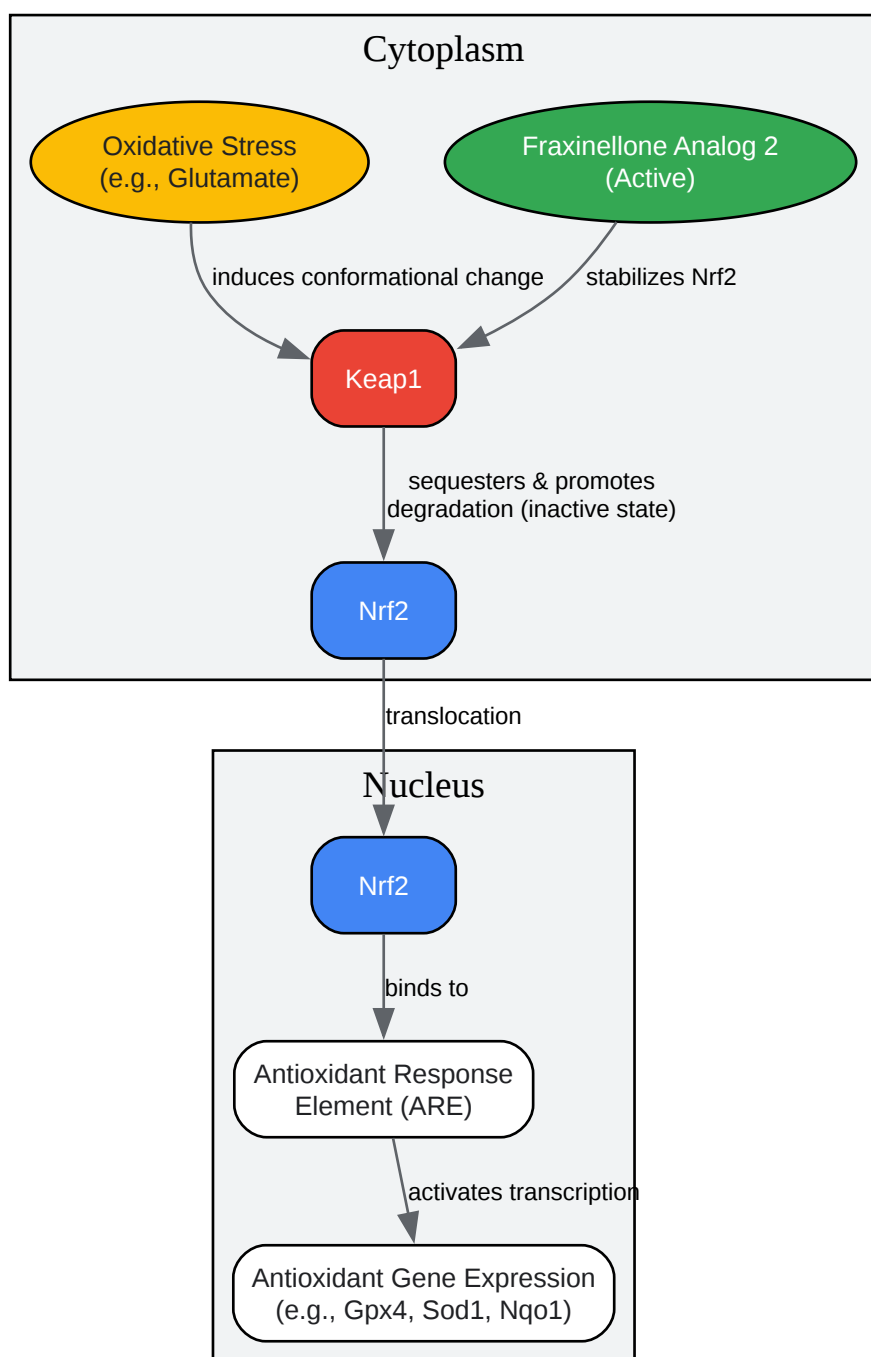 Cytoplasm
Oxidative Stress
(e.g., Glutamate)
Fraxinellone Analog 2
(Active)
induces conformational change
stabilizes Nrf2
Keap1
sequesters & promotes
degradation (inactive state)
Nrf2
translocation
Nucleus
Nrf2
binds to
Antioxidant Response
Element (ARE)
activates transcription
Antioxidant Gene Expression
(e.g., Gpx4, Sod1, Nqo1)